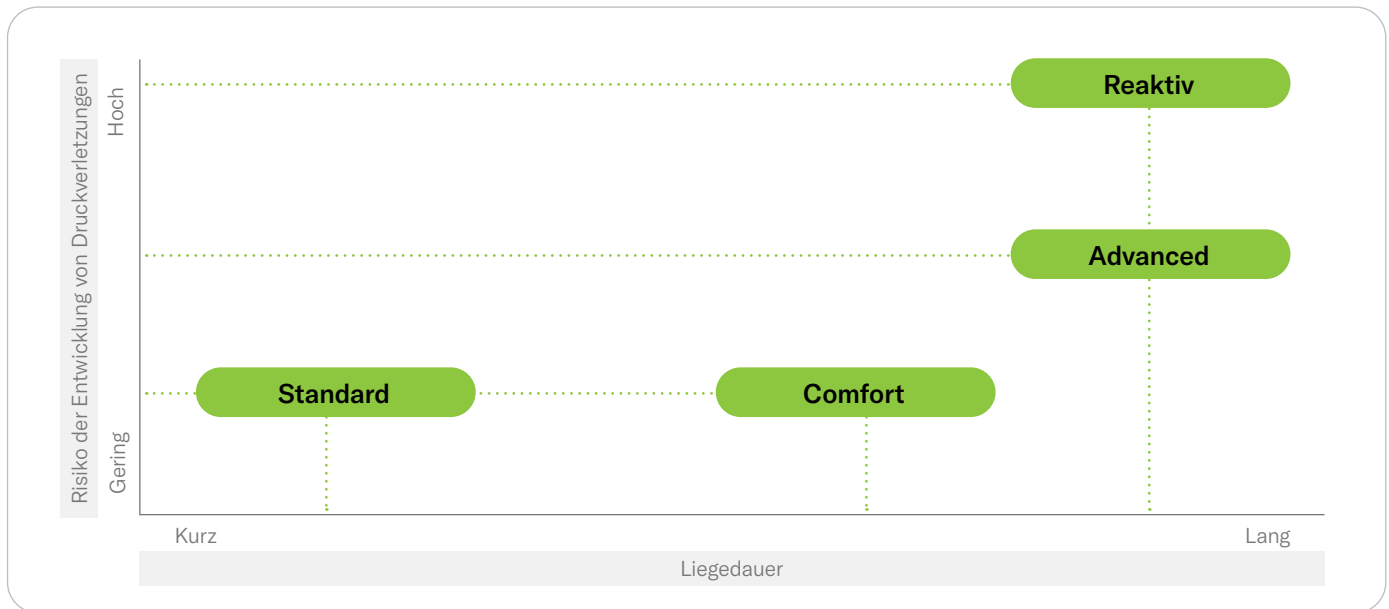 Risiko der Entwicklung von Druckverletzungen
Hoch
Gering
Reaktiv
Advanced
Standard
Comfort
Kurz
Lang
Liegedauer